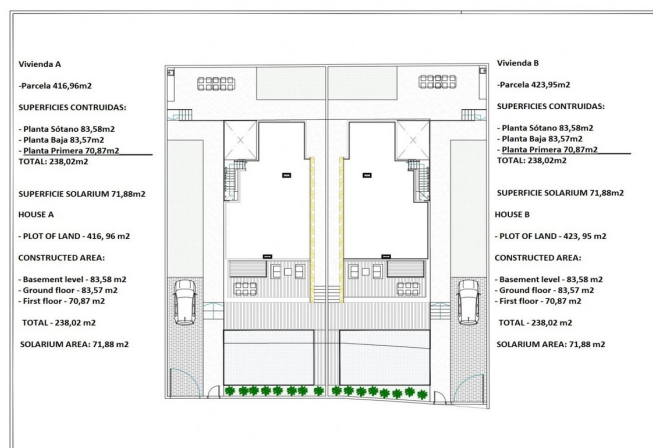 Vivienda A
-Parcela 416,96m2
SUPERFICIES CONTRUIDAS:
- Planta Sótano 83,58m2
- Planta Baja 83,57m2
- Planta Primera 70,87m2
TOTAL: 238,02m2
SUPERFICIE SOLARIUM 71,88m2
HOUSE A
- PLOT OF LAND - 416, 96 m2
CONSTRUCTED AREA:
- Basement level - 83,58 m2
- Ground floor - 83,57 m2
- First floor - 70,87 m2
TOTAL - 238,02 m2
SOLARIUM AREA: 71,88 m2
Vivienda B
-Parcela 423,95m2
SUPERFICIES CONTRUIDAS:
- Planta Sótano 83,58m2
- Planta Baja 83,57m2
- Planta Primera 70,87m2
TOTAL: 238,02m2
SUPERFICIE SOLARIUM 71,88m2
HOUSE B
- PLOT OF LAND - 423, 95 m2
CONSTRUCTED AREA:
- Basement level - 83,58 m2
- Ground floor - 83,57 m2
- First floor - 70,87 m2
TOTAL - 238,02 m2
SOLARIUM AREA: 71,88 m2